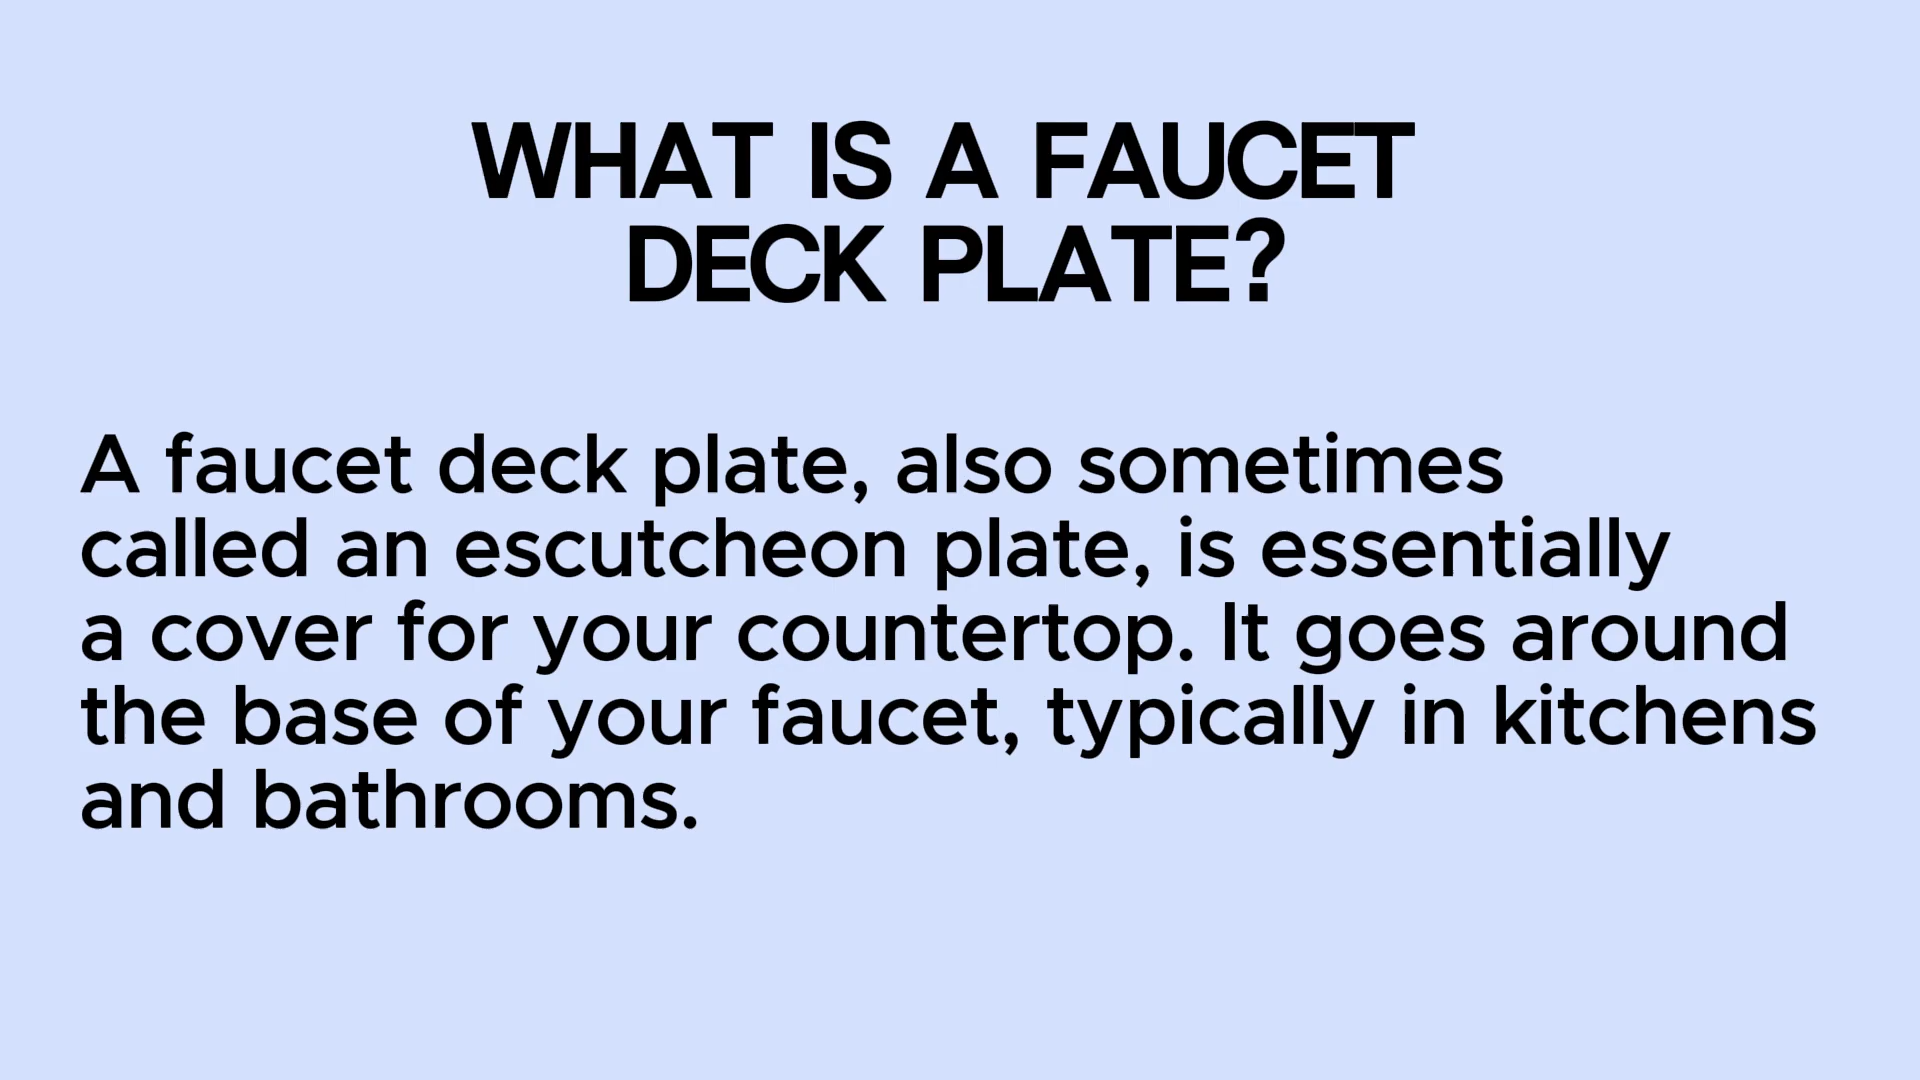 WHAT IS A FAUCET
DECK PLATE?
A faucet deck plate, also sometimes
called an escutcheon plate, is essentially
a cover for your countertop. It goes around
the base of your faucet, typically in kitchens
and bathrooms.